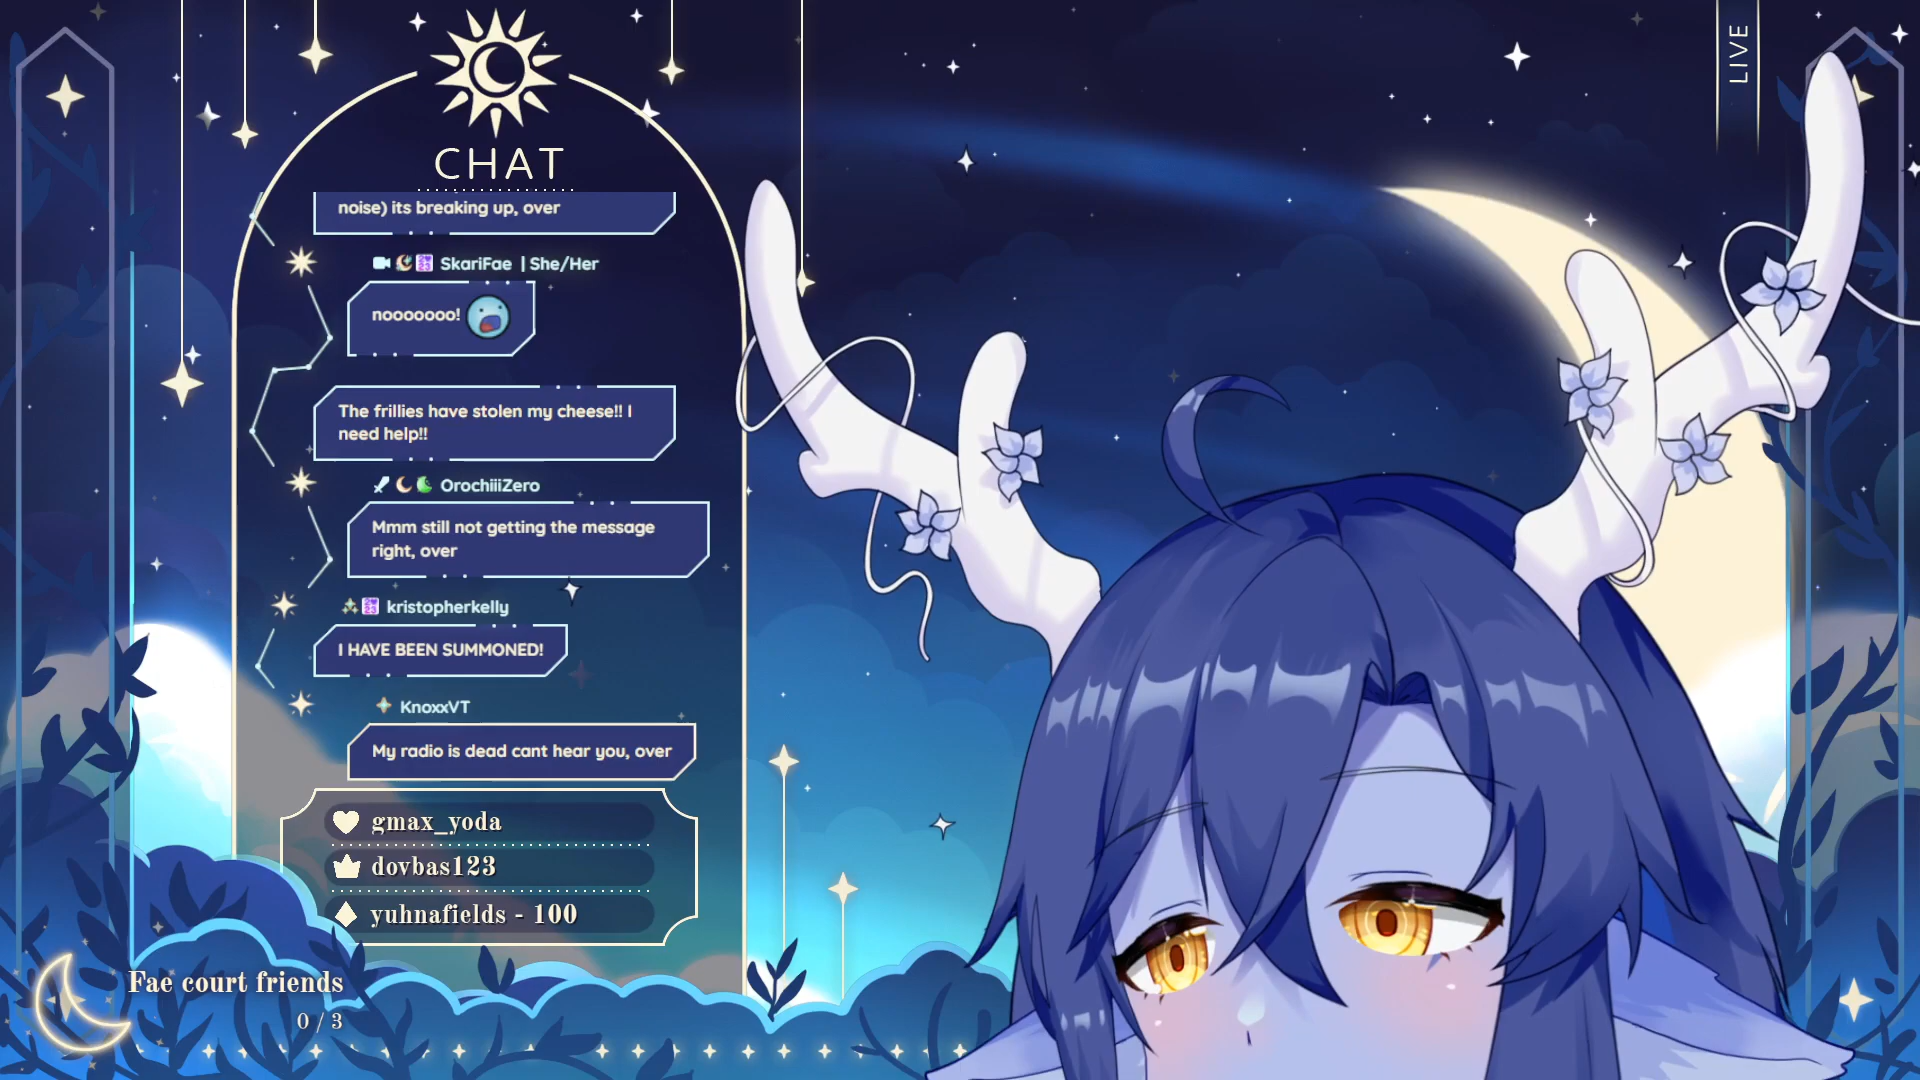 LIVE
CHAT
noise) its breaking up, over
SkariFae | She/Her
nooooooo!
The frillies have stolen my cheese!! I
need help!!
OrochiiiZero
Mmm still not getting the message
right, over
kristopherkelly
I HAVE BEEN SUMMONED!
KnoxxVT
My radio is dead cant hear you, over
gmax_yoda
dovbas123
yuhnafields - 100
Fae court friends
0 / 3